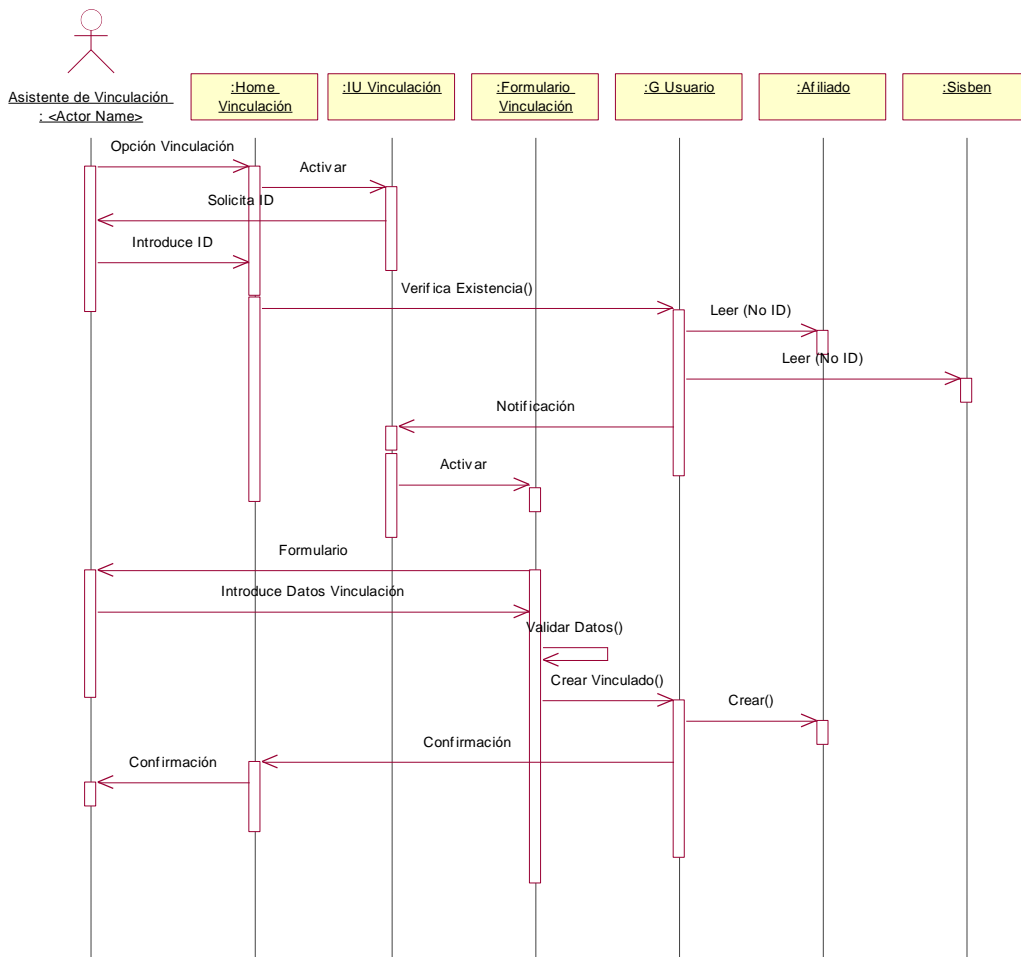 Asistente de Vinculación
: <Actor Name>
:Home
Vinculación
:IU Vinculación
:Formulario
Vinculación
:G Usuario
:Afiliado
:Sisben
Opción Vinculación
Activar
Solicita ID
Introduce ID
Verifica Existencia()
Leer (No ID)
Leer (No ID)
Notificación
Activar
Formulario
Introduce Datos Vinculación
Validar Datos()
Crear Vinculado()
Crear()
Confirmación
Confirmación